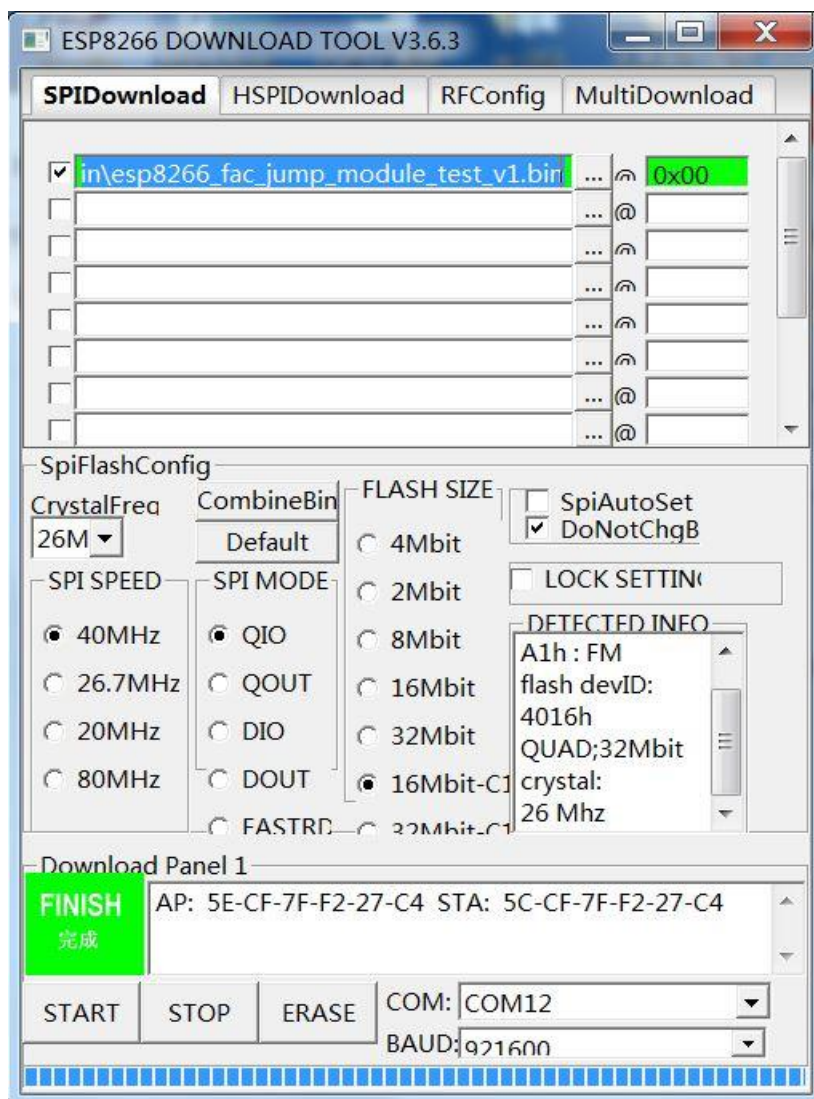 ESP8266 DOWNLOAD TOOL V3.6.3
SPIDownload HSPIDownload RFConfig MultiDownload
in\esp8266_fac_jump_module_test_v1.bin ... @ 0x00
... @
... @
... @
... @
... @
... @
... @
SpiFlashConfig
CrystalFreq
26M
CombineBin
Default
SPI SPEED
40MHz
26.7MHz
20MHz
80MHz
SPI MODE
QIO
QOUT
DIO
DOUT
FASTRD
FLASH SIZE
4Mbit
2Mbit
8Mbit
16Mbit
32Mbit
16Mbit-C1
32Mbit-C1
SpiAutoSet
DoNotChgB
LOCK SETTIN
DETECTED INFO
A1h : FM
flash devID:
4016h
QUAD;32Mbit
crystal:
26 Mhz
Download Panel 1
FINISH
完成
AP: 5E-CF-7F-F2-27-C4 STA: 5C-CF-7F-F2-27-C4
START STOP ERASE
COM: COM12
BAUD: 921600